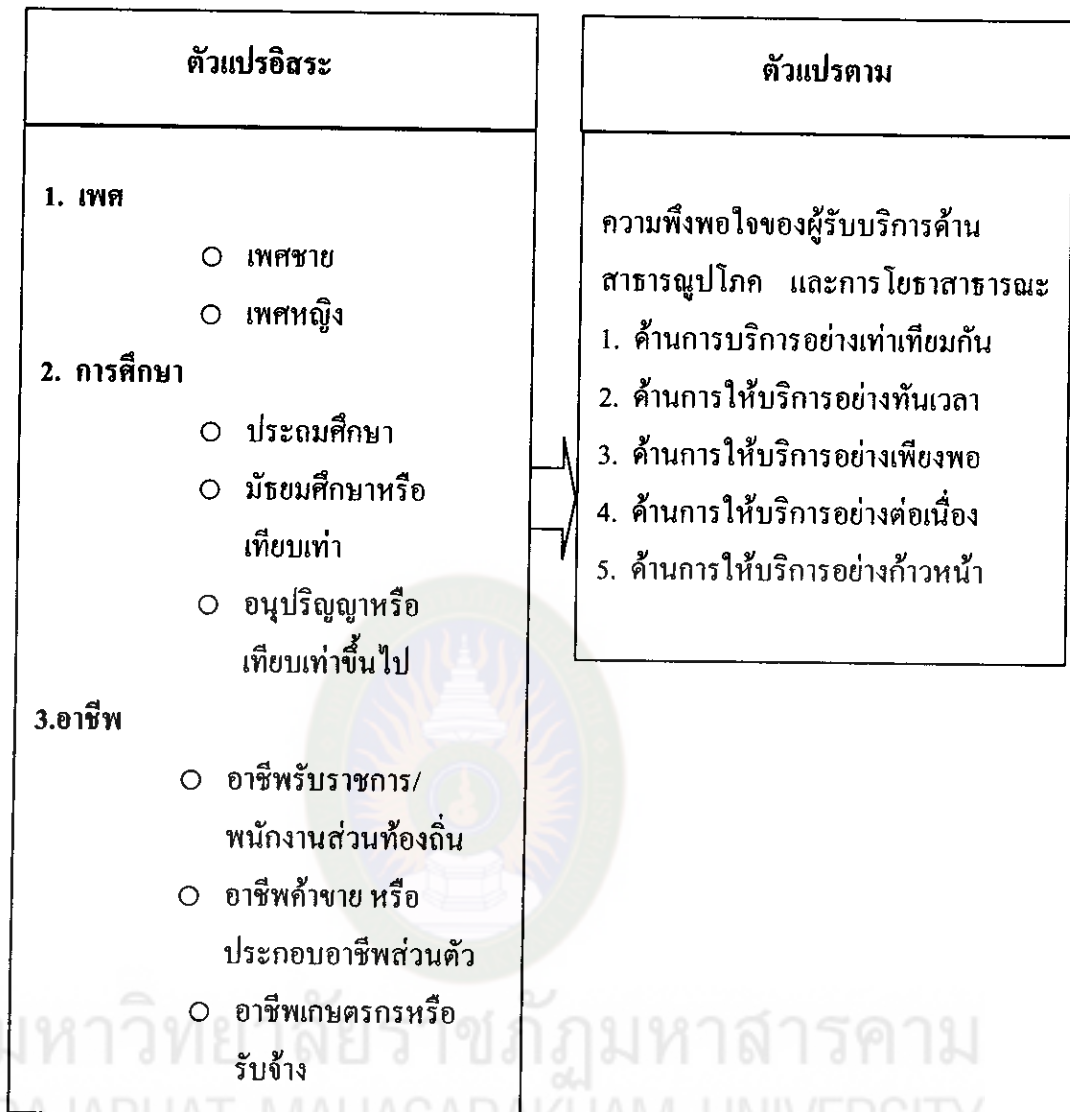 ตัวแปรอิสระ
1. เพศ
○ เพศชาย
○ เพศหญิง
2. การศึกษา
○ ประถมศึกษา
○ มัธยมศึกษาหรือ
เทียบเท่า
○ อนุปริญญาหรือ
เทียบเท่าขึ้นไป
3.อาชีพ
○ อาชีพรับราชการ/
พนักงานส่วนท้องถิ่น
○ อาชีพค้าขาย หรือ
ประกอบอาชีพส่วนตัว
○ อาชีพเกษตรกรหรือ
รับจ้าง
ตัวแปรตาม
ความพึงพอใจของผู้รับบริการด้าน
สาธารณูปโภค และการโยธาสาธารณะ
1. ด้านการบริการอย่างเท่าเทียมกัน
2. ด้านการให้บริการอย่างทันเวลา
3. ด้านการให้บริการอย่างเพียงพอ
4. ด้านการให้บริการอย่างต่อเนื่อง
5. ด้านการให้บริการอย่างก้าวหน้า
มหาวิทยาลัยราชภัฏมหาสารคาม
RAJABHAT MAHASARAKHAM UNIVERSITY